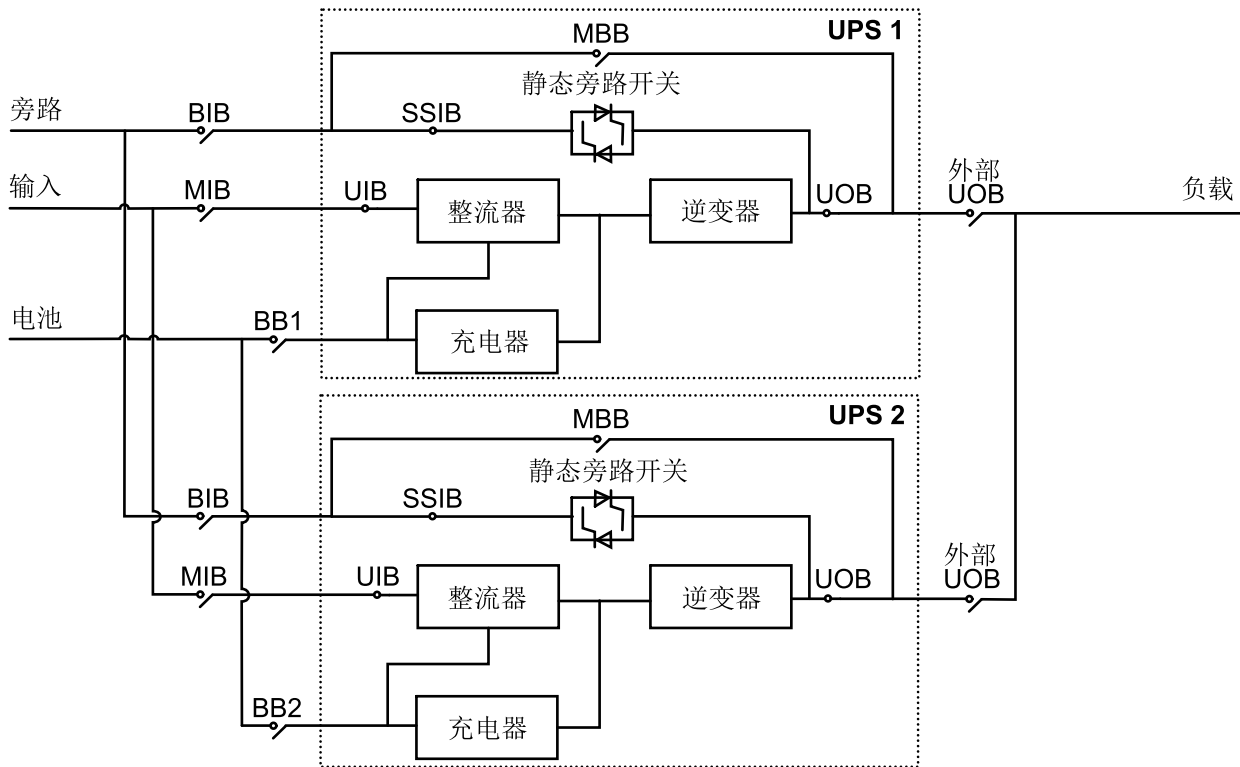 UPS 1
MBB
静态旁路开关
旁路
BIB
SSIB
输入
MIB
UIB
整流器
逆变器
UOB
外部
UOB
负载
电池
BB1
充电器
UPS 2
MBB
静态旁路开关
BIB
SSIB
MIB
UIB
整流器
逆变器
UOB
外部
UOB
BB2
充电器